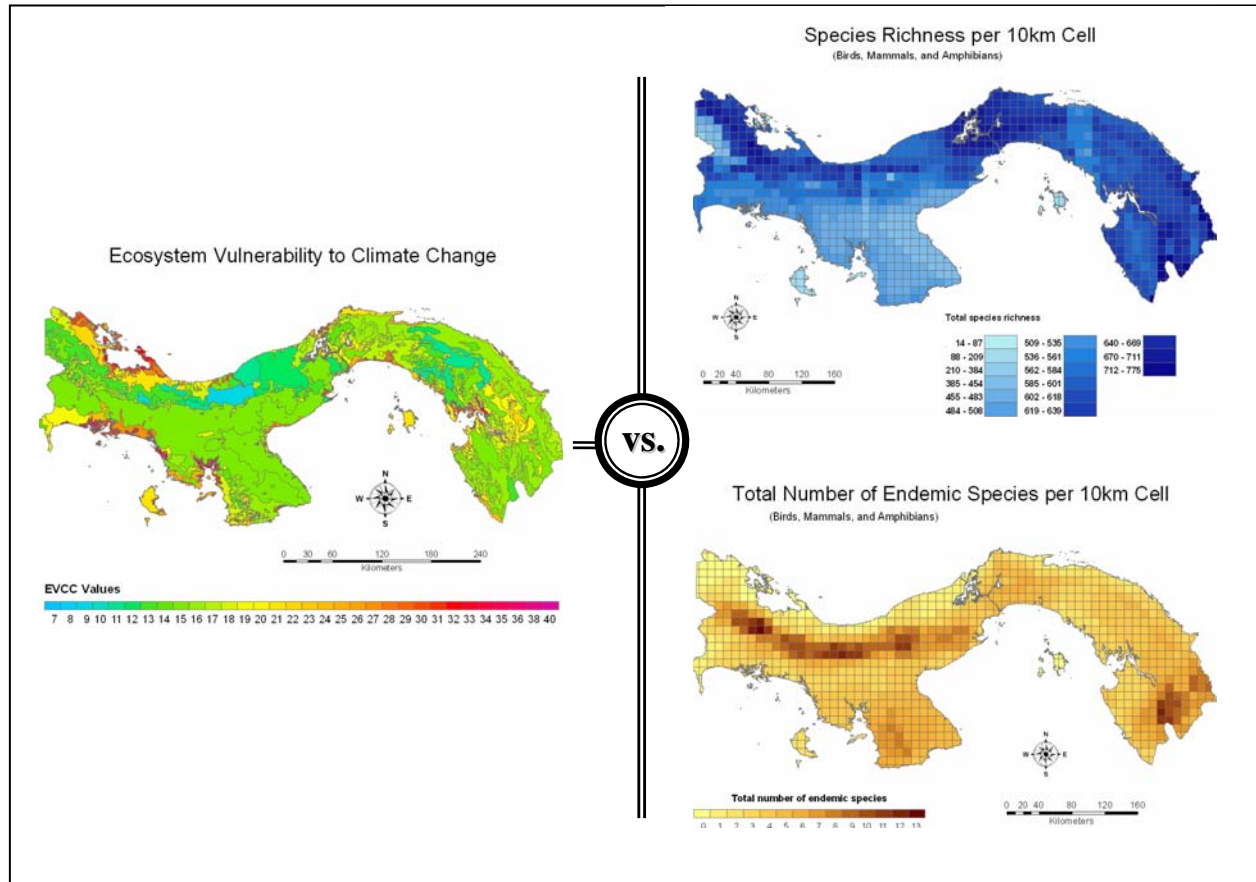 Ecosystem Vulnerability to Climate Change
N
W E
S
0 30 60 120 180 240
Kilometers
EVCC Values
7 8 9 10 11 12 13 14 15 16 17 18 19 20 21 22 23 24 25 26 27 28 29 30 31 32 33 34 35 36 38 40
vs.
Species Richness per 10km Cell
(Birds, Mammals, and Amphibians)
N
W E
S
0 20 40 80 120 160
Kilometers
Total species richness
14 - 87 509 - 535 640 - 669
88 - 209 536 - 561 670 - 711
210 - 384 562 - 584 712 - 775
385 - 454 585 - 601
455 - 483 602 - 618
484 - 508 619 - 639
Total Number of Endemic Species per 10km Cell
(Birds, Mammals, and Amphibians)
N
W E
S
Total number of endemic species
0 1 2 3 4 5 6 7 8 9 10 11 12 13
0 10 20 40 80 120 160
Kilometers